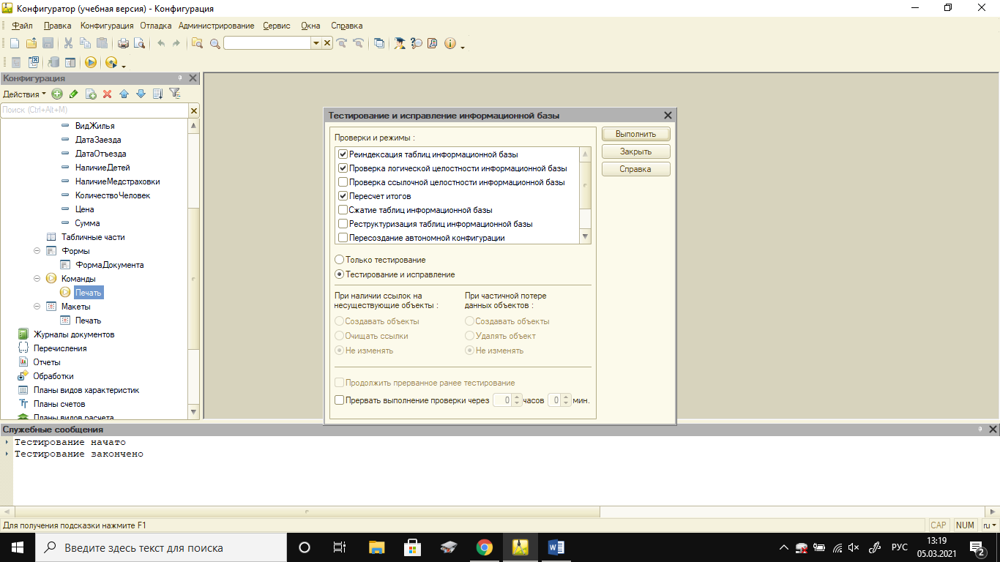 Конфигуратор (учебная версия) - Конфигурация
Файл Правка Конфигурация Отладка Администрирование Сервис Окна Справка
Конфигурация
Действия
Поиск (Ctrl+Alt+M)
ВидЖилья
ДатаЗаезда
ДатаОтъезда
НаличиеДетей
НаличиеМедстраховки
КоличествоЧеловек
Цена
Сумма
Табличные части
Формы
ФормаДокумента
Команды
Печать
Макеты
Печать
Журналы документов
Перечисления
Отчеты
Обработки
Планы видов характеристик
Планы счетов
Планы видов расчета
Тестирование и исправление информационной базы
Проверки и режимы :
Реиндексация таблиц информационной базы
Проверка логической целостности информационной базы
Проверка ссылочной целостности информационной базы
Пересчет итогов
Сжатие таблиц информационной базы
Реструктуризация таблиц информационной базы
Пересоздание автономной конфигурации
Выполнить
Закрыть
Справка
Только тестирование
Тестирование и исправление
При наличии ссылок на
несуществующие объекты :
Создавать объекты
Очищать ссылки
Не изменять
При частичной потере
данных объектов :
Создавать объекты
Удалять объект
Не изменять
Продолжить прерванное ранее тестирование
Прервать выполнение проверки через 0 часов 0 мин.
Служебные сообщения
Тестирование начато
Тестирование закончено
Для получения подсказки нажмите F1
CAP NUM ru
Введите здесь текст для поиска
РУС
13:19
05.03.2021
2